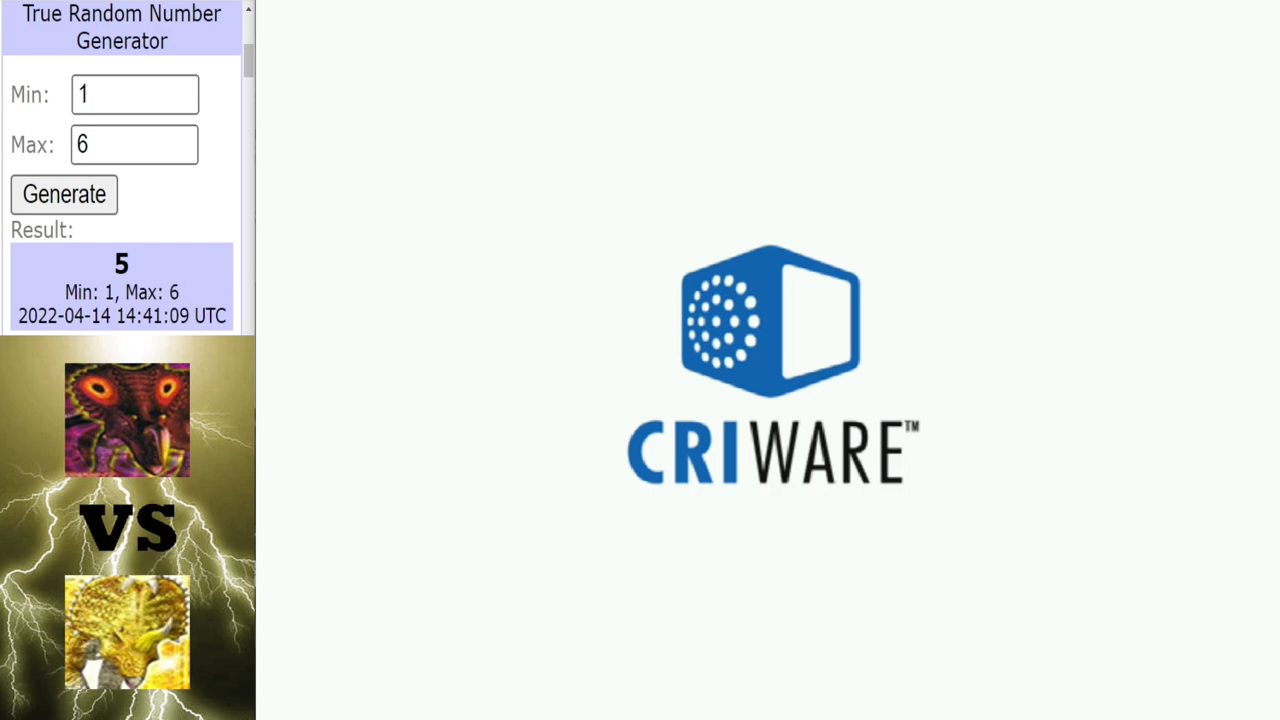 True Random Number
Generator
Min: 1
Max: 6
Generate
Result:
5
Min: 1, Max: 6
2022-04-14 14:41:09 UTC
vs
CRIWARE™